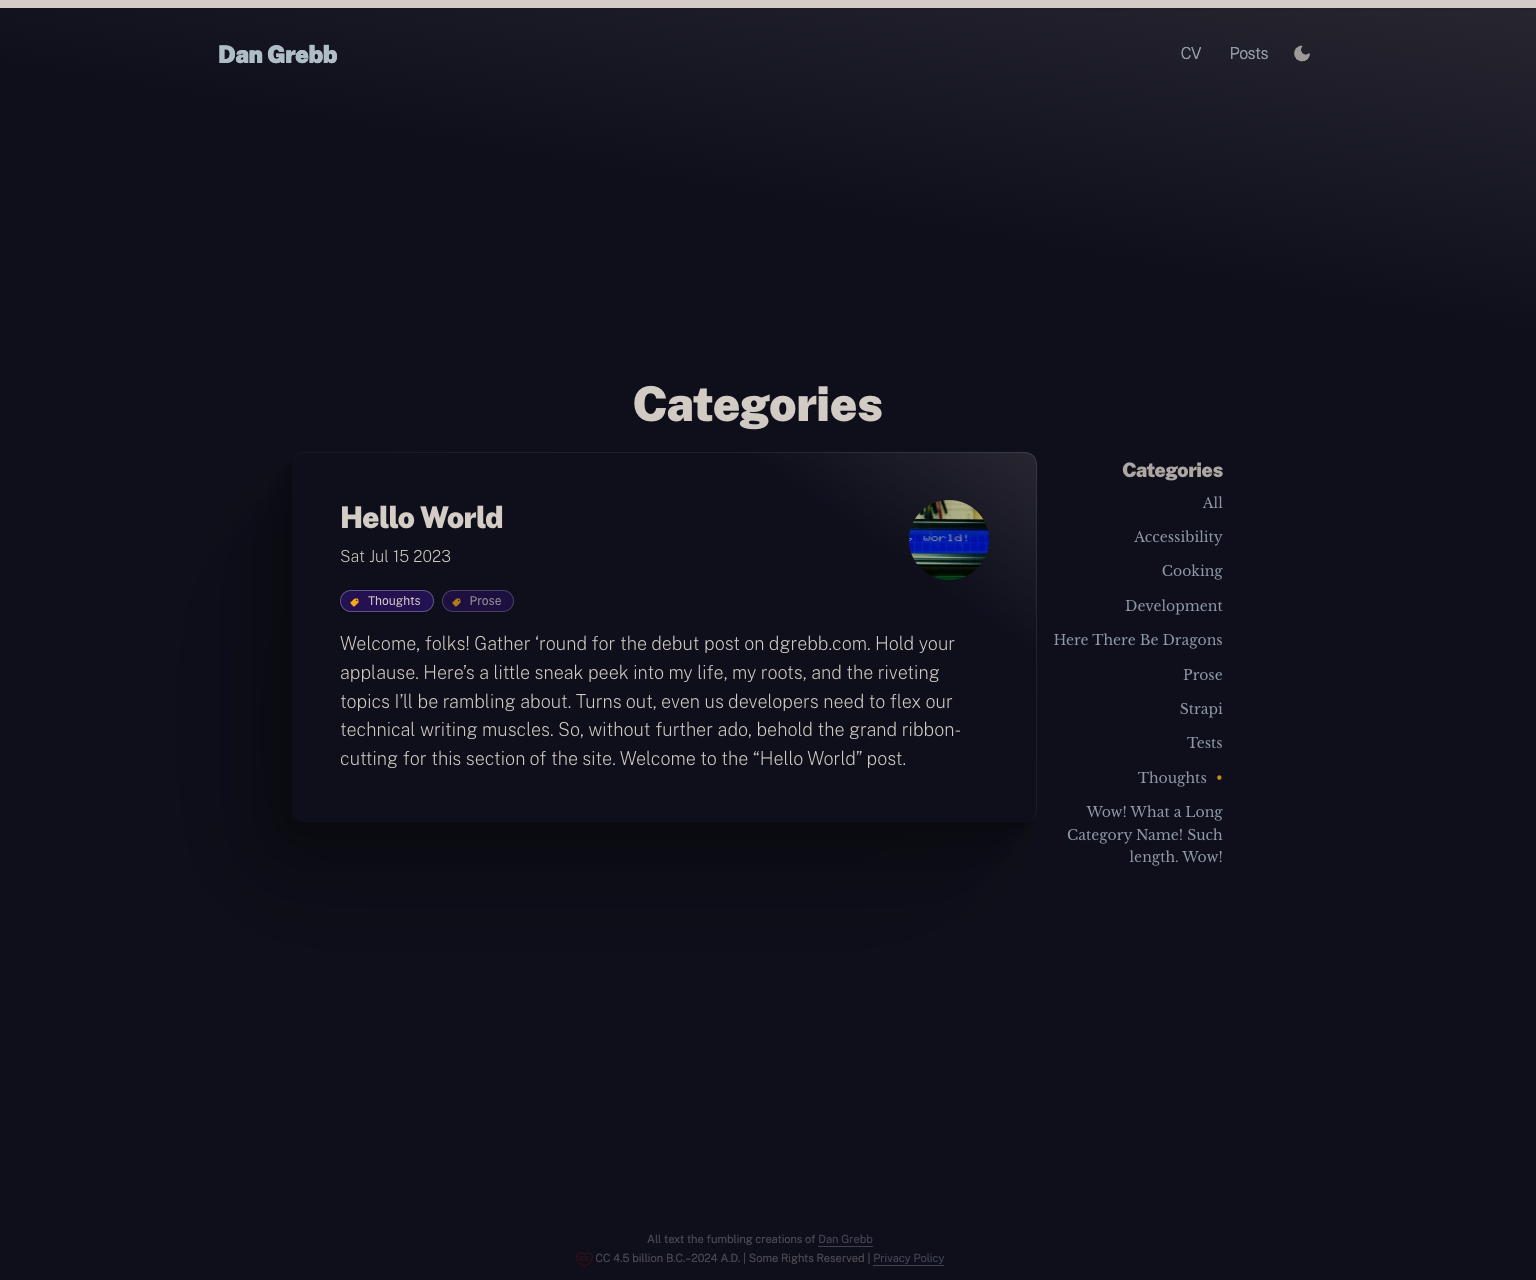 Dan Grebb
CV
Posts
Categories
Hello World
Sat Jul 15 2023
world!
Thoughts
Prose
Welcome, folks! Gather ‘round for the debut post on dgrebb.com. Hold your
applause. Here’s a little sneak peek into my life, my roots, and the riveting
topics I’ll be rambling about. Turns out, even us developers need to flex our
technical writing muscles. So, without further ado, behold the grand ribbon-
cutting for this section of the site. Welcome to the “Hello World” post.
Categories
All
Accessibility
Cooking
Development
Here There Be Dragons
Prose
Strapi
Tests
Thoughts •
Wow! What a Long
Category Name! Such
length. Wow!
All text the fumbling creations of Dan Grebb
CC 4.5 billion B.C.–2024 A.D. | Some Rights Reserved | Privacy Policy